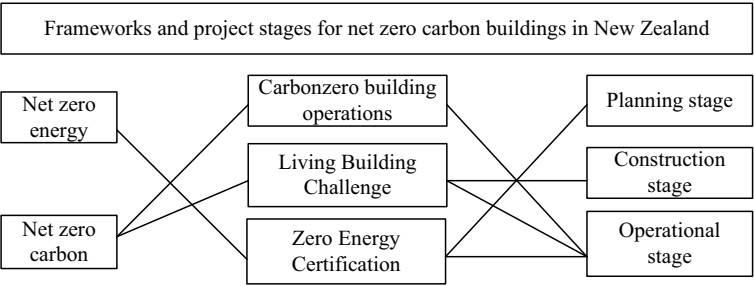 Frameworks and project stages for net zero carbon buildings in New Zealand
Net zero
energy
Net zero
carbon
Carbonzero building
operations
Living Building
Challenge
Zero Energy
Certification
Planning stage
Construction
stage
Operational
stage